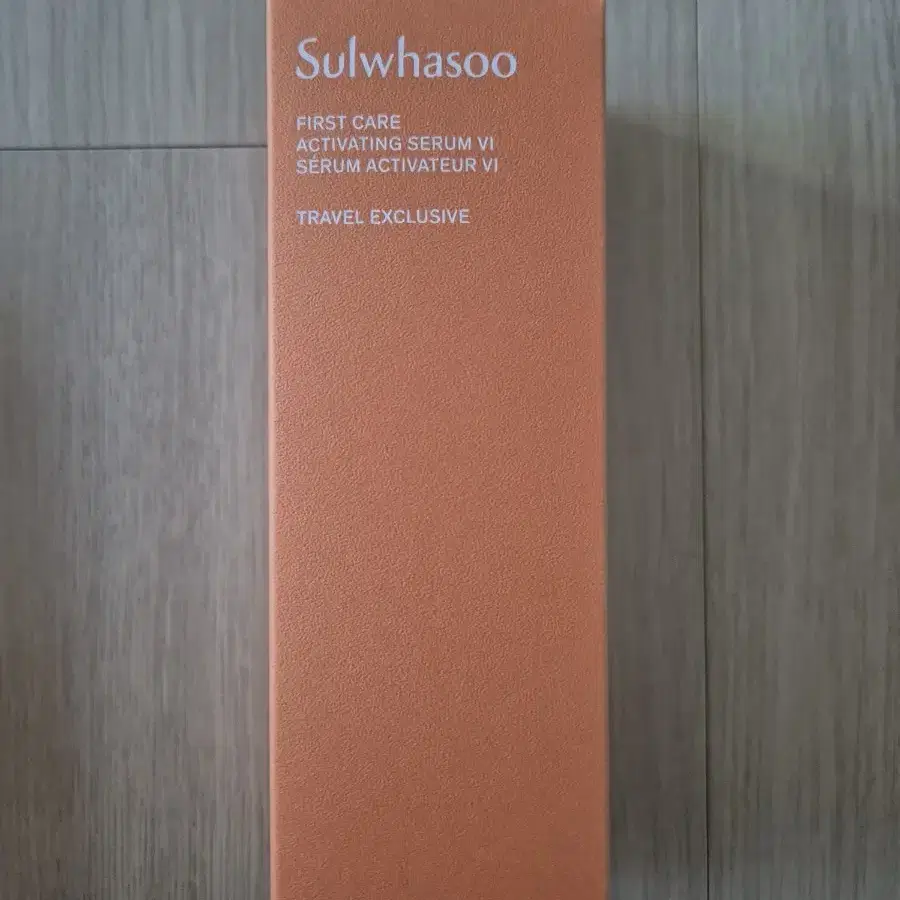 Sulwhasoo
FIRST CARE
ACTIVATING SERUM VI
SÉRUM ACTIVATEUR VI
TRAVEL EXCLUSIVE